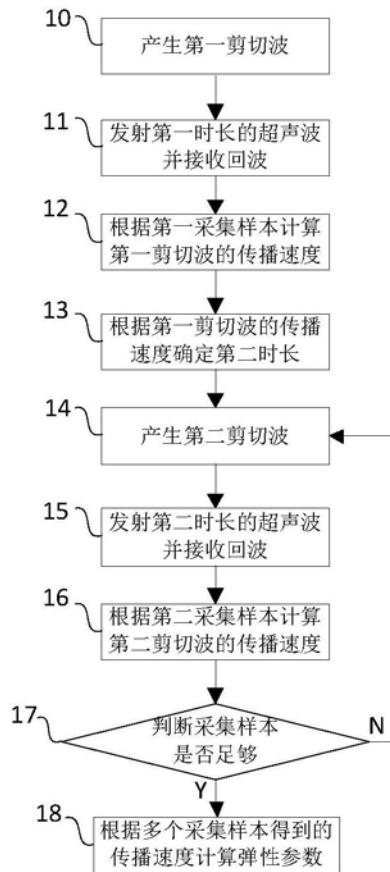 10
产生第一剪切波
11
发射第一时长的超声波
并接收回波
12
根据第一采集样本计算
第一剪切波的传播速度
13
根据第一剪切波的传播
速度确定第二时长
14
产生第二剪切波
15
发射第二时长的超声波
并接收回波
16
根据第二采集样本计算
第二剪切波的传播速度
17
判断采集样本
是否足够
N
Y
18
根据多个采集样本得到的
传播速度计算弹性参数